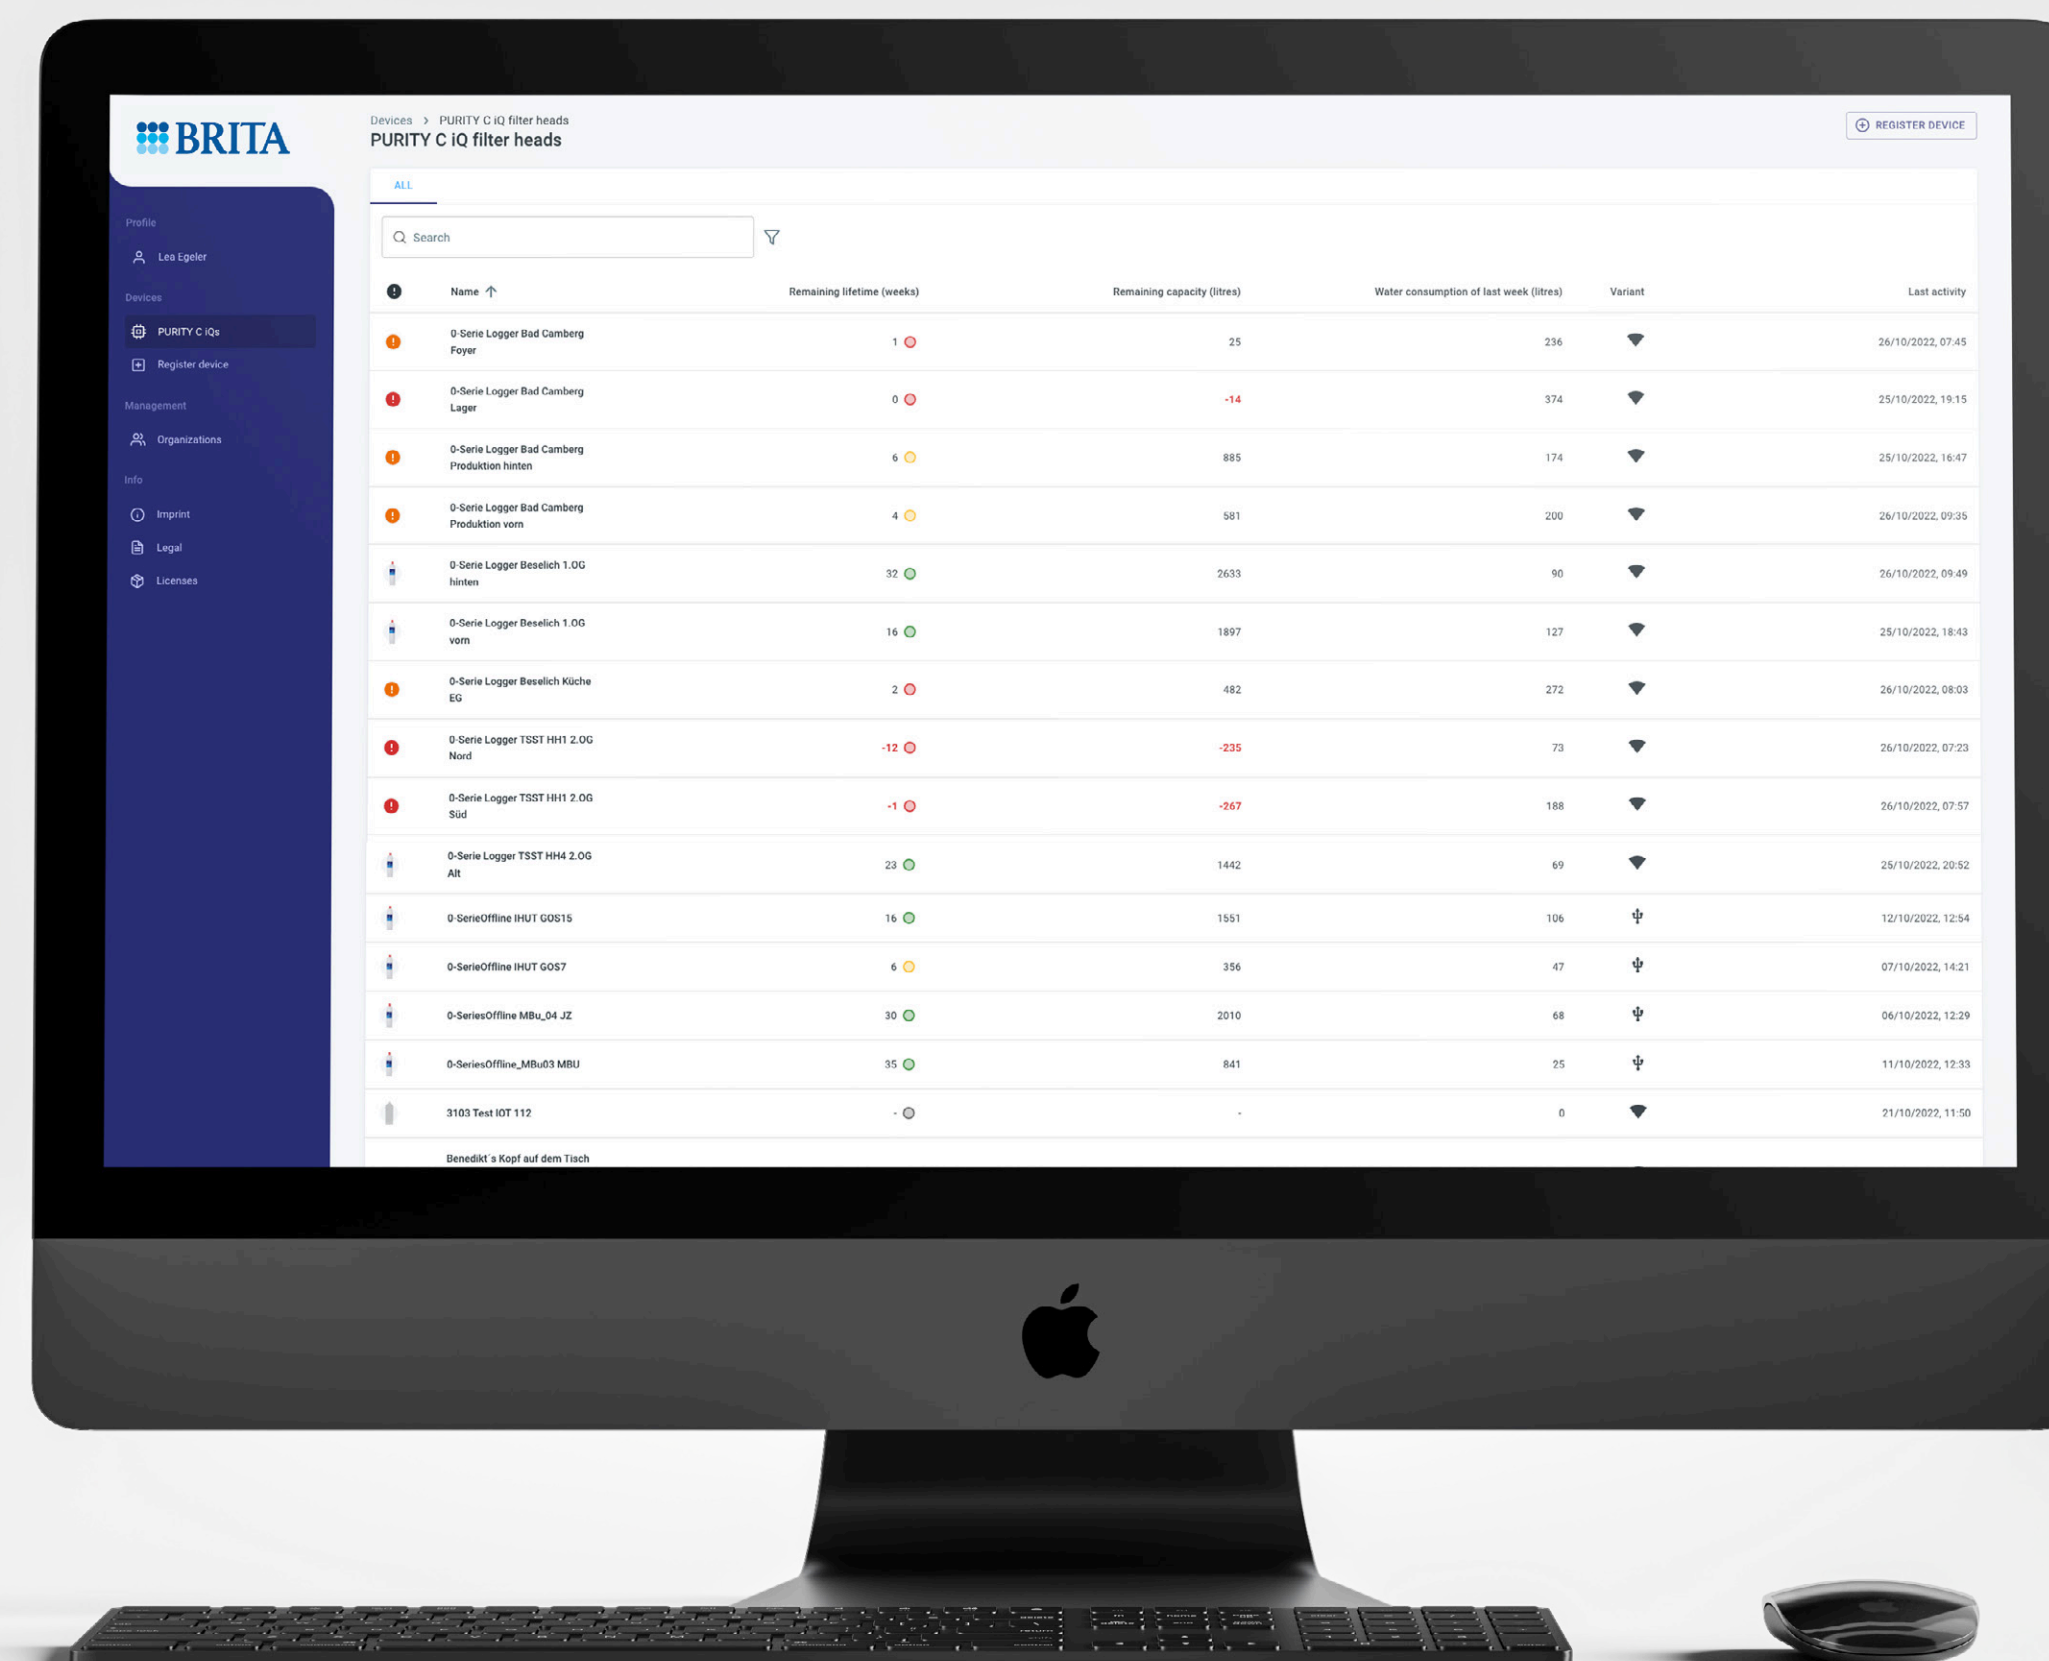 BRITA
Devices > PURITY C iQ filter heads
PURITY C iQ filter heads
REGISTER DEVICE
Profile
Lea Egeler
Devices
PURITY C iQs
Register device
Management
Organizations
Info
Imprint
Legal
Licenses
ALL
Search
Name Remaining lifetime (weeks) Remaining capacity (litres) Water consumption of last week (litres) Variant Last activity
0-Serie Logger Bad Camberg
Foyer
1 25 236 26/10/2022, 07:45
0-Serie Logger Bad Camberg
Lager
0 -14 374 25/10/2022, 19:15
0-Serie Logger Bad Camberg
Produktion hinten
6 885 174 25/10/2022, 16:47
0-Serie Logger Bad Camberg
Produktion vorn
4 581 200 26/10/2022, 09:35
0-Serie Logger Beselich 1.OG
hinten
32 2633 90 26/10/2022, 09:49
0-Serie Logger Beselich 1.OG
vorn
16 1897 127 25/10/2022, 18:43
0-Serie Logger Beselich Küche
EG
2 482 272 26/10/2022, 08:03
0-Serie Logger TSST HH1 2.OG
Nord
-12 -235 73 26/10/2022, 07:23
0-Serie Logger TSST HH1 2.OG
Süd
-1 -267 188 26/10/2022, 07:57
0-Serie Logger TSST HH4 2.OG
Alt
23 1442 69 25/10/2022, 20:52
0-SerieOffline IHUT GOS15 16 1551 106 12/10/2022, 12:54
0-SerieOffline IHUT GOS7 6 356 47 07/10/2022, 14:21
0-SeriesOffline MBu_04 JZ 30 2010 68 06/10/2022, 12:29
0-SeriesOffline_MBu03 MBU 35 841 25 11/10/2022, 12:33
3103 Test IOT 112 - - 0 21/10/2022, 11:50
Benedikt´s Kopf auf dem Tisch